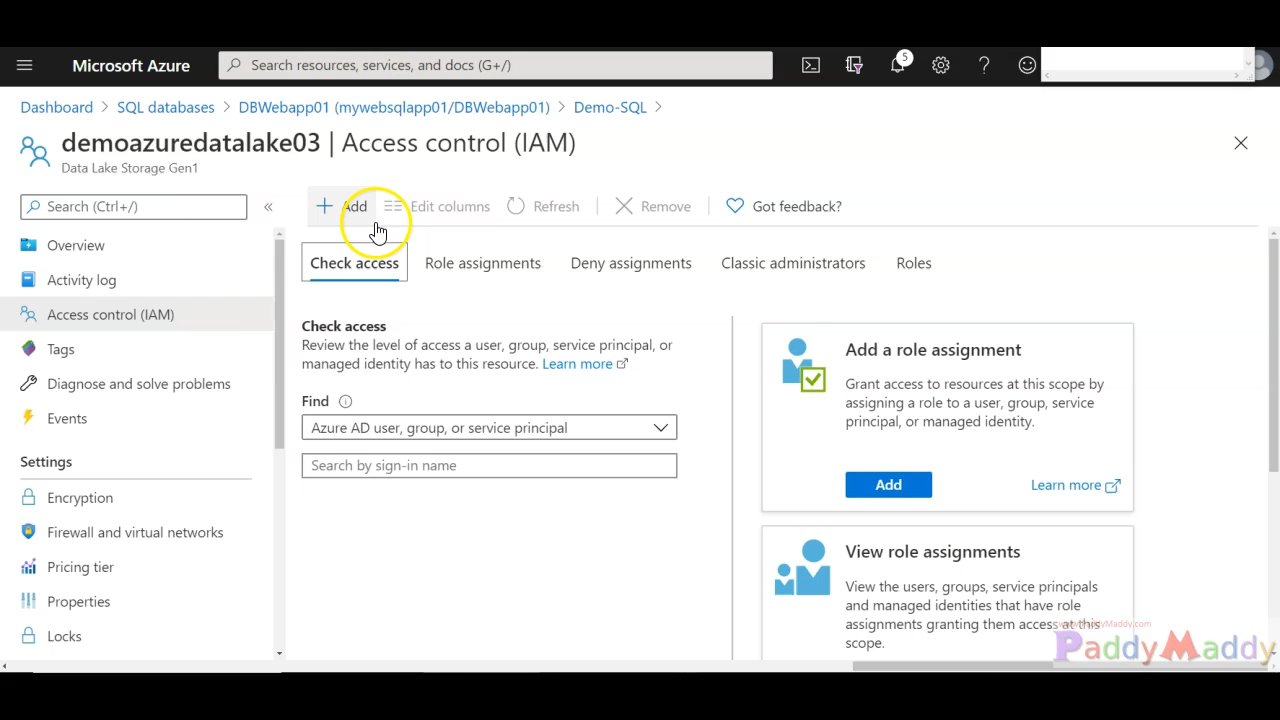 Microsoft Azure
Search resources, services, and docs (G+/)
5
Dashboard > SQL databases > DBWebapp01 (mywebsqlapp01/DBWebapp01) > Demo-SQL >
demoazuredatalake03 | Access control (IAM)
Data Lake Storage Gen1
Search (Ctrl+/)
«
+ Add
Edit columns
Refresh
Remove
Got feedback?
Overview
Activity log
Access control (IAM)
Tags
Diagnose and solve problems
Events
Settings
Encryption
Firewall and virtual networks
Pricing tier
Properties
Locks
Check access
Role assignments
Deny assignments
Classic administrators
Roles
Check access
Review the level of access a user, group, service principal, or
managed identity has to this resource. Learn more
Find
Azure AD user, group, or service principal
Search by sign-in name
Add a role assignment
Grant access to resources at this scope by
assigning a role to a user, group, service
principal, or managed identity.
Add
Learn more
View role assignments
View the users, groups, service principals
and managed identities that have role
assignments granting them access at this
scope.
PaddyMaddy